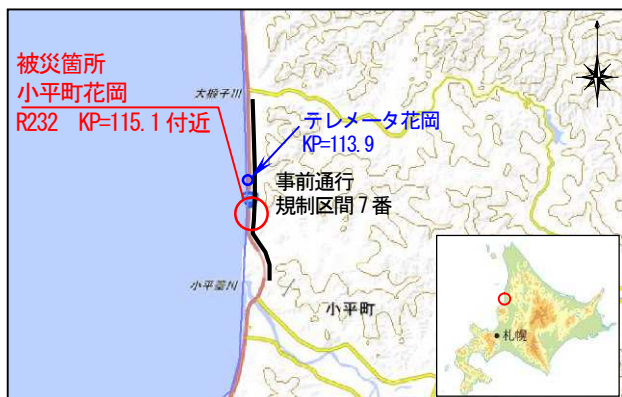 被災箇所
小平町花岡
R232 KP=115.1 付近
大椴子川
テレメータ花岡
KP=113.9
事前通行
規制区間 7 番
小平蘂川
小平町
札幌